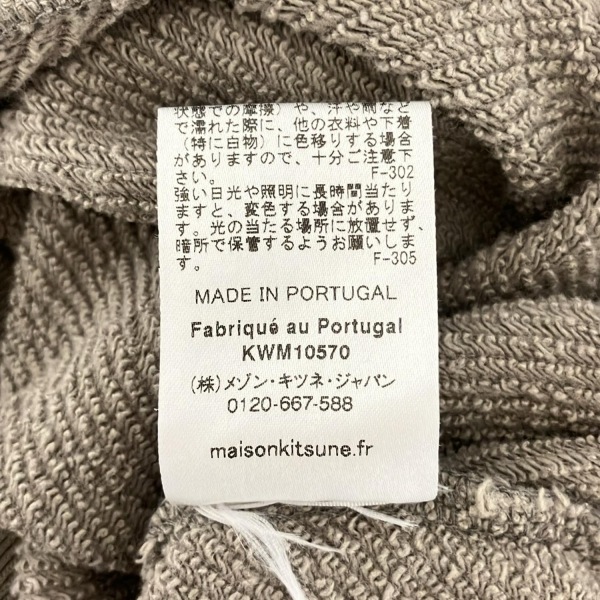 状態での摩擦）や、汗や雨など
で濡れた際に、他の衣料や下着
（特に白物）に色移りする場合
がありますので、十分ご注意下
さい。 F-302
強い日光や照明に長時間当たり
ますと、変色する場合がありま
す。光の当たる場所に放置せず、
暗所で保管するようお願いしま
す。 F-305
MADE IN PORTUGAL
Fabriqué au Portugal
KWM10570
（株）メゾン・キツネ・ジャパン
0120-667-588
maisonkitsune.fr